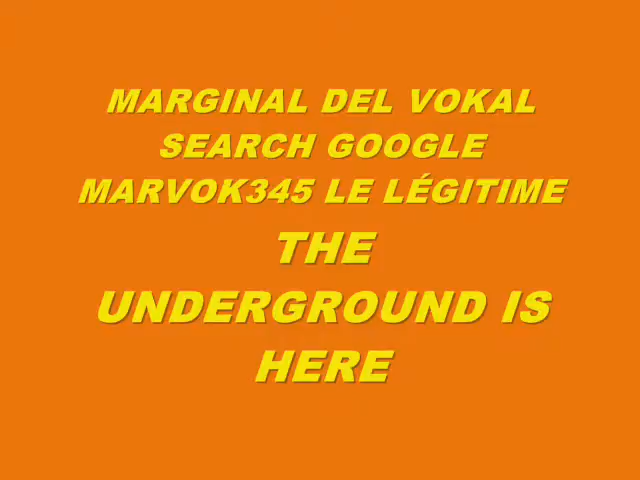 MARGINAL DEL VOKAL
SEARCH GOOGLE
MARVOK345 LE LÉGITIME
THE
UNDERGROUND IS
HERE